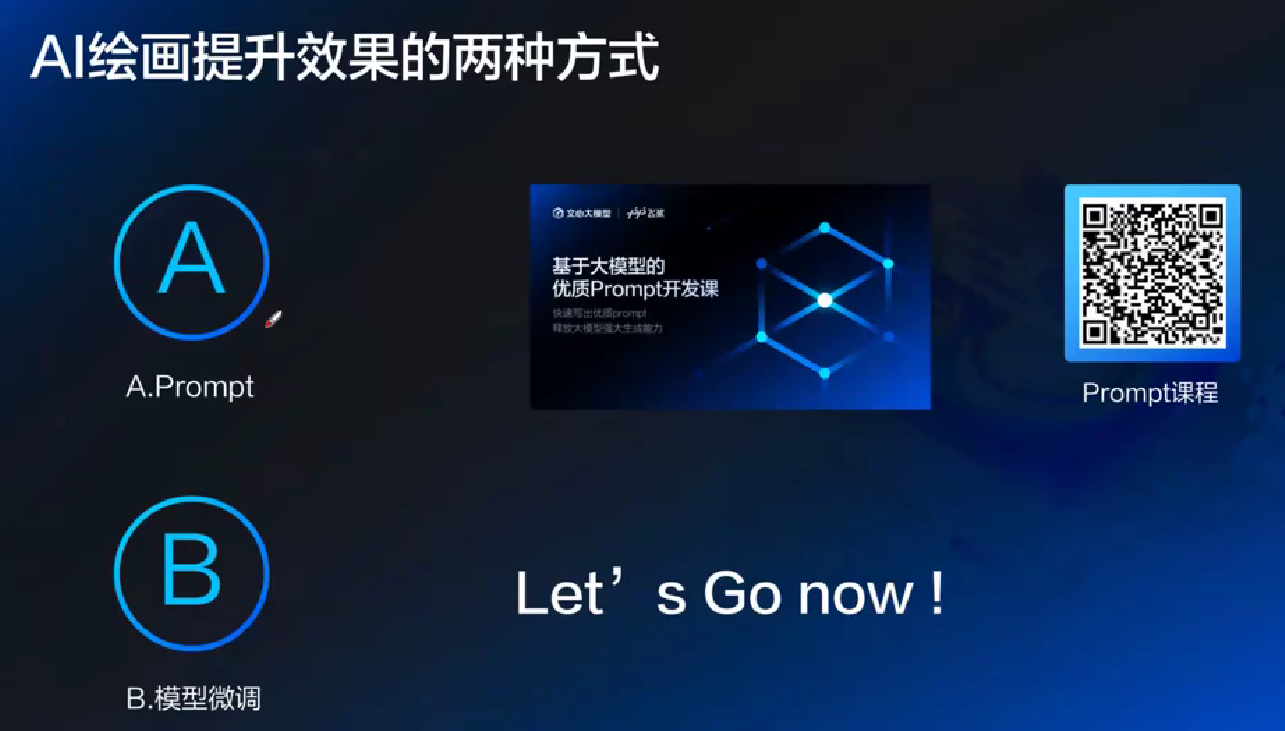 AI绘画提升效果的两种方式
A
A.Prompt
文心大模型 | 飞桨
基于大模型的
优质Prompt开发课
快速写出优质prompt
释放大模型强大生成能力
Prompt课程
B
B.模型微调
Let’s Go now !